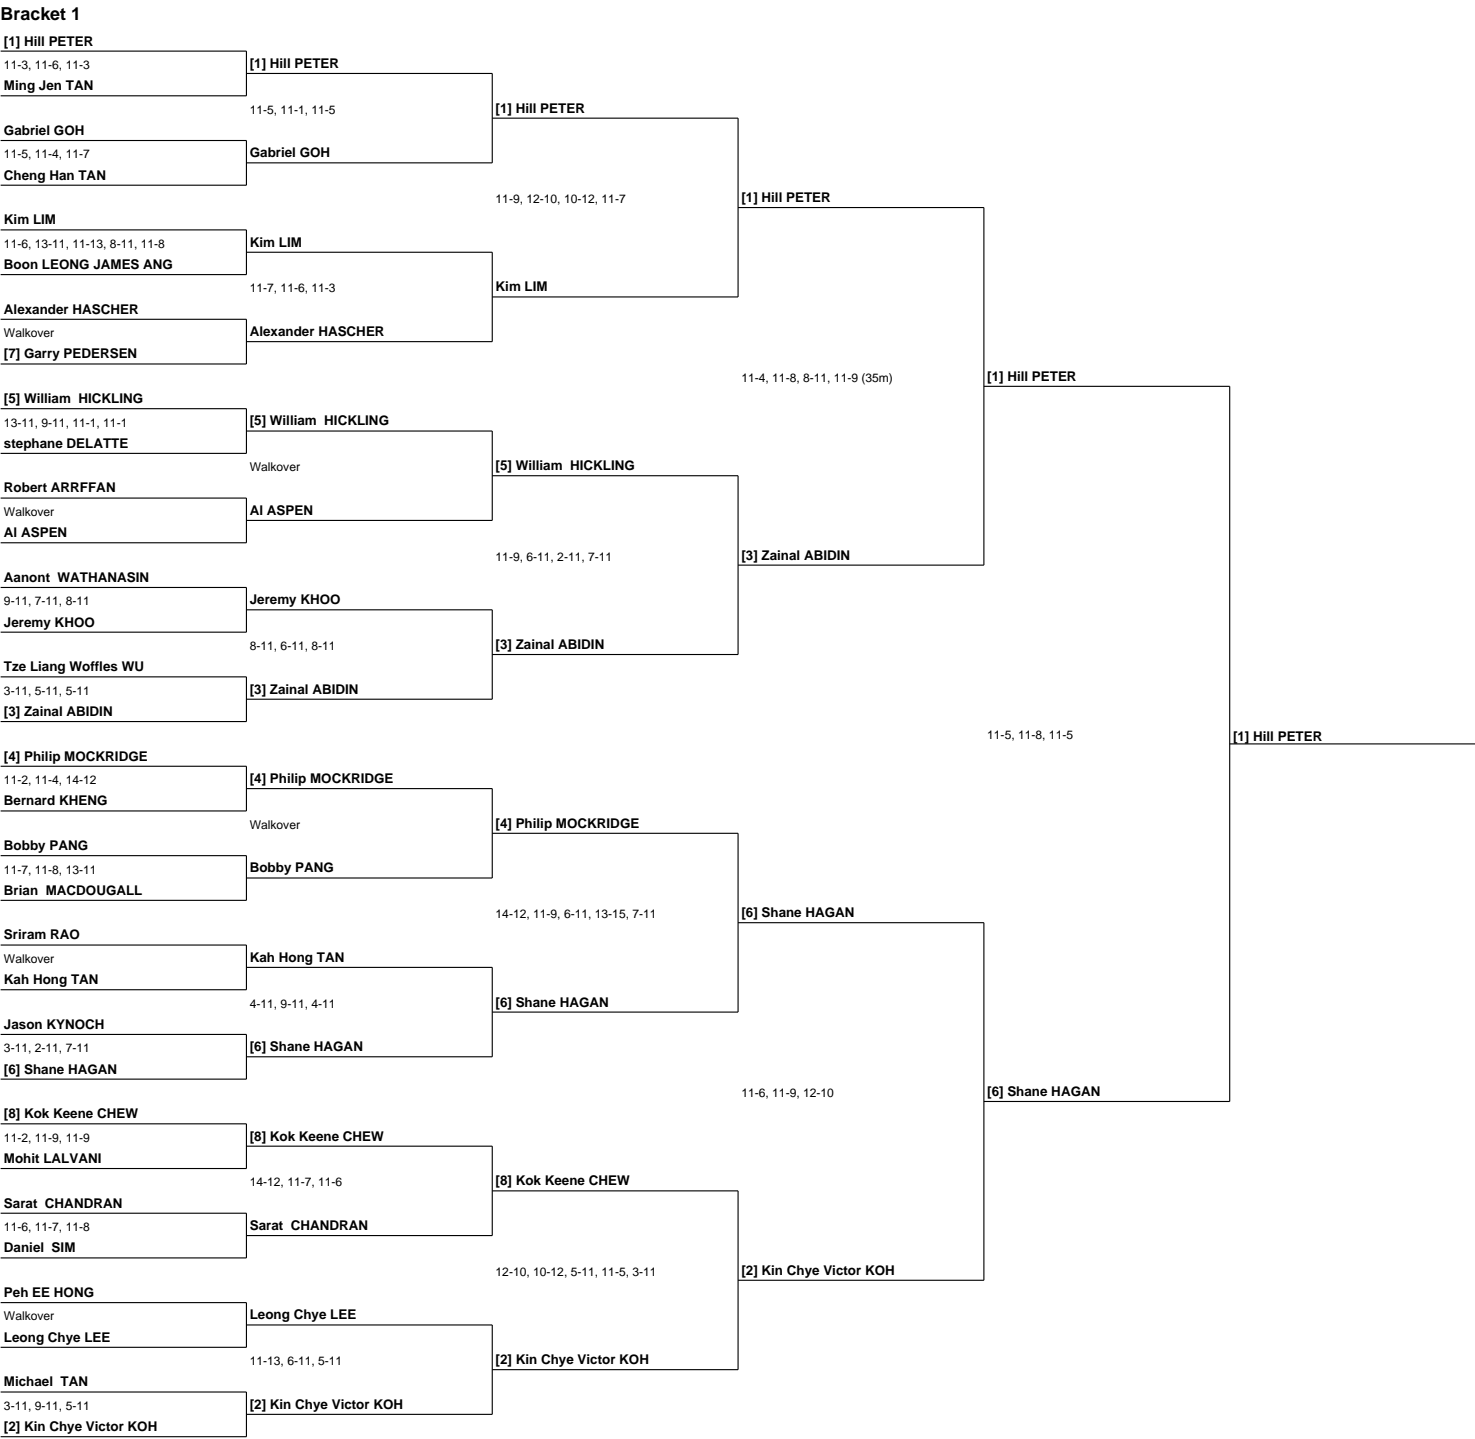 Bracket 1
[1] Hill PETER
11-3, 11-6, 11-3
Ming Jen TAN
Gabriel GOH
11-5, 11-4, 11-7
Cheng Han TAN
Kim LIM
11-6, 13-11, 11-13, 8-11, 11-8
Boon LEONG JAMES ANG
Alexander HASCHER
Walkover
[7] Garry PEDERSEN
[5] William HICKLING
13-11, 9-11, 11-1, 11-1
stephane DELATTE
Robert ARRFFAN
Walkover
Al ASPEN
Aanont WATHANASIN
9-11, 7-11, 8-11
Jeremy KHOO
Tze Liang Woffles WU
3-11, 5-11, 5-11
[3] Zainal ABIDIN
[4] Philip MOCKRIDGE
11-2, 11-4, 14-12
Bernard KHENG
Bobby PANG
11-7, 11-8, 13-11
Brian MACDOUGALL
Sriram RAO
Walkover
Kah Hong TAN
Jason KYNOCH
3-11, 2-11, 7-11
[6] Shane HAGAN
[8] Kok Keene CHEW
11-2, 11-9, 11-9
Mohit LALVANI
Sarat CHANDRAN
11-6, 11-7, 11-8
Daniel SIM
Peh EE HONG
Walkover
Leong Chye LEE
Michael TAN
3-11, 9-11, 5-11
[2] Kin Chye Victor KOH
[1] Hill PETER
11-5, 11-1, 11-5
Gabriel GOH
Kim LIM
11-7, 11-6, 11-3
Alexander HASCHER
[5] William HICKLING
Walkover
Al ASPEN
Jeremy KHOO
8-11, 6-11, 8-11
[3] Zainal ABIDIN
[4] Philip MOCKRIDGE
Walkover
Bobby PANG
Kah Hong TAN
4-11, 9-11, 4-11
[6] Shane HAGAN
[8] Kok Keene CHEW
14-12, 11-7, 11-6
Sarat CHANDRAN
Leong Chye LEE
11-13, 6-11, 5-11
[2] Kin Chye Victor KOH
[1] Hill PETER
11-9, 12-10, 10-12, 11-7
Kim LIM
[5] William HICKLING
11-9, 6-11, 2-11, 7-11
[3] Zainal ABIDIN
[4] Philip MOCKRIDGE
14-12, 11-9, 6-11, 13-15, 7-11
[6] Shane HAGAN
[8] Kok Keene CHEW
12-10, 10-12, 5-11, 11-5, 3-11
[2] Kin Chye Victor KOH
[1] Hill PETER
11-4, 11-8, 8-11, 11-9 (35m)
[3] Zainal ABIDIN
[6] Shane HAGAN
11-6, 11-9, 12-10
[2] Kin Chye Victor KOH
[1] Hill PETER
11-5, 11-8, 11-5
[6] Shane HAGAN
[1] Hill PETER